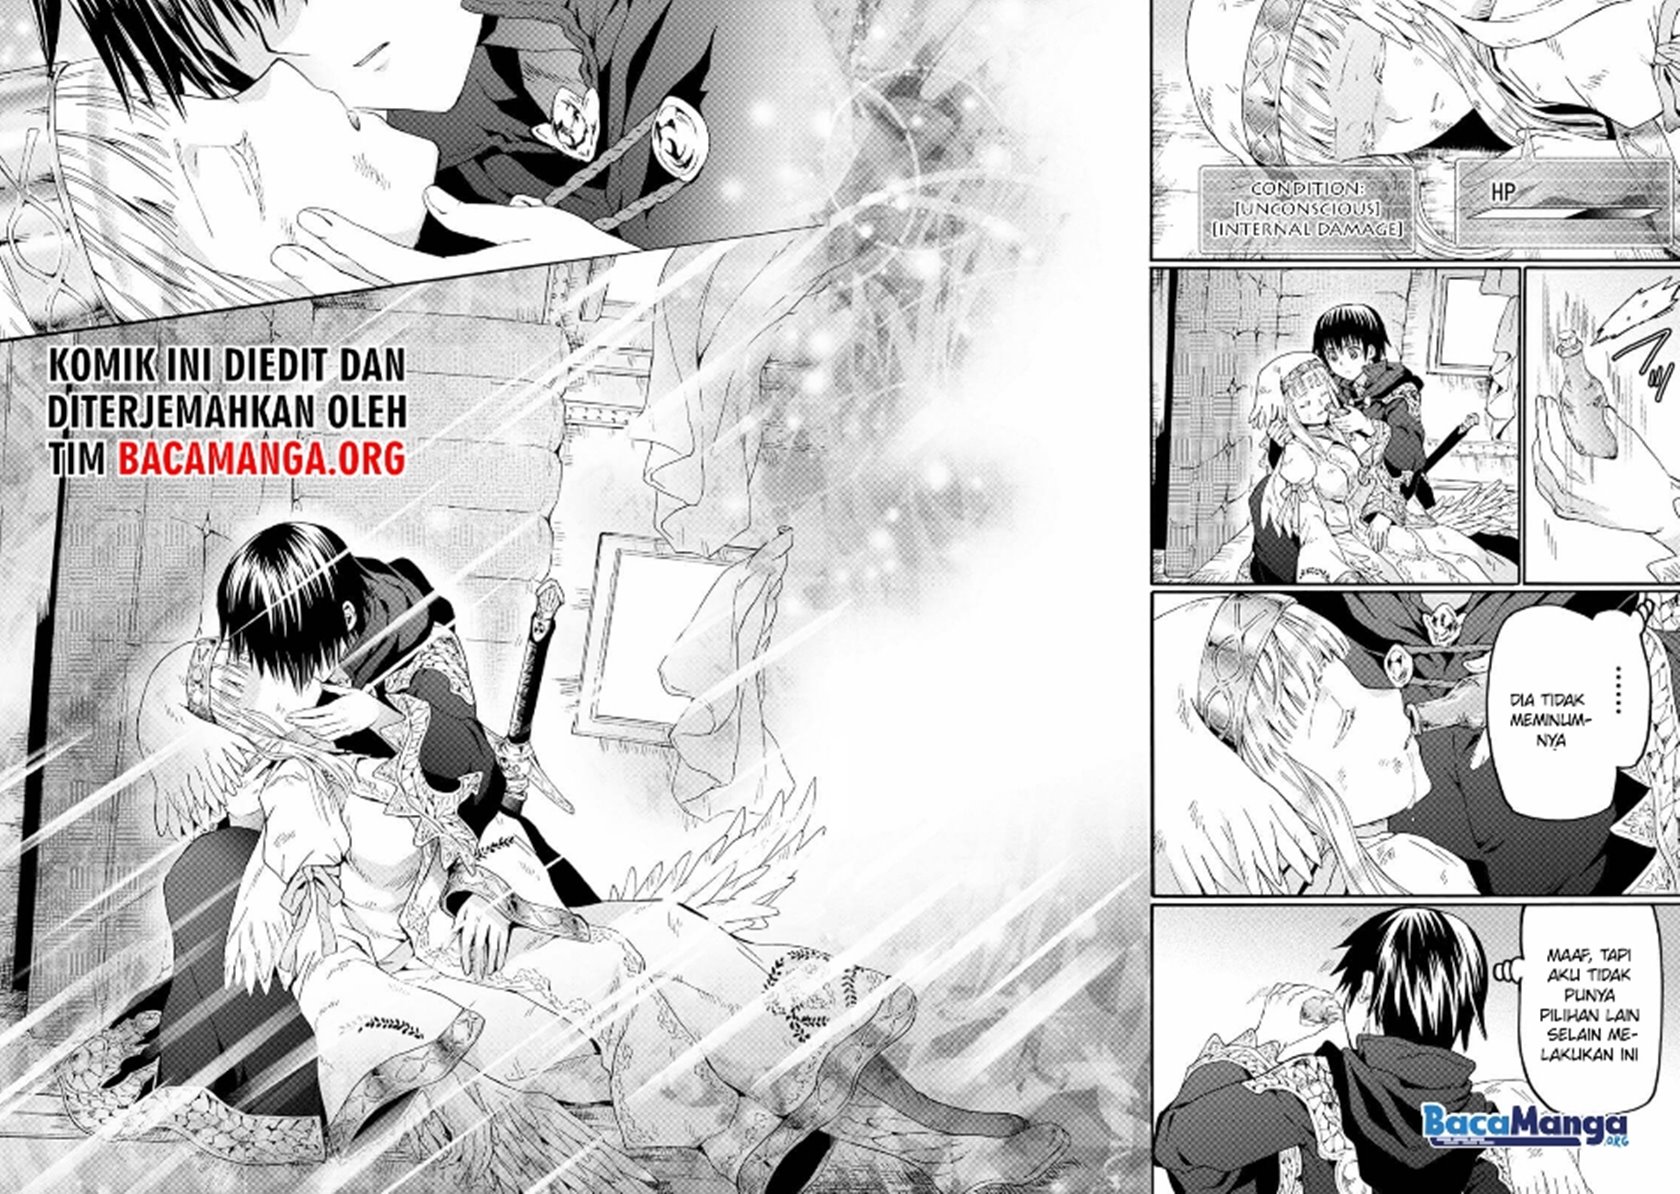 CONDITION:
[UNCONSCIOUS]
[INTERNAL DAMAGE]
HP
......
DIA TIDAK
MEMINUM-
NYA
MAAF, TAPI
AKU TIDAK
PUNYA
PILIHAN LAIN
SELAIN ME-
LAKUKAN INI
BACAMANGA
.ORG
KOMIK INI DIEDIT DAN
DITERJEMAHKAN OLEH
TIM BACAMANGA.ORG